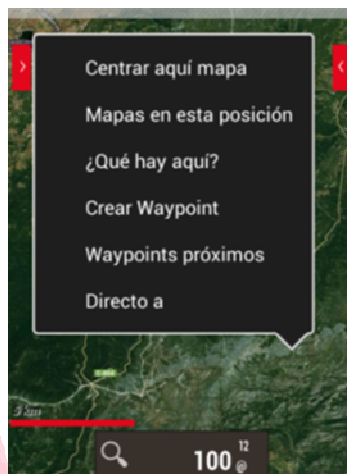 Centrar aquí mapa
Mapas en esta posición
¿Qué hay aquí?
Crear Waypoint
Waypoints próximos
Directo a
5 km
100
12
@